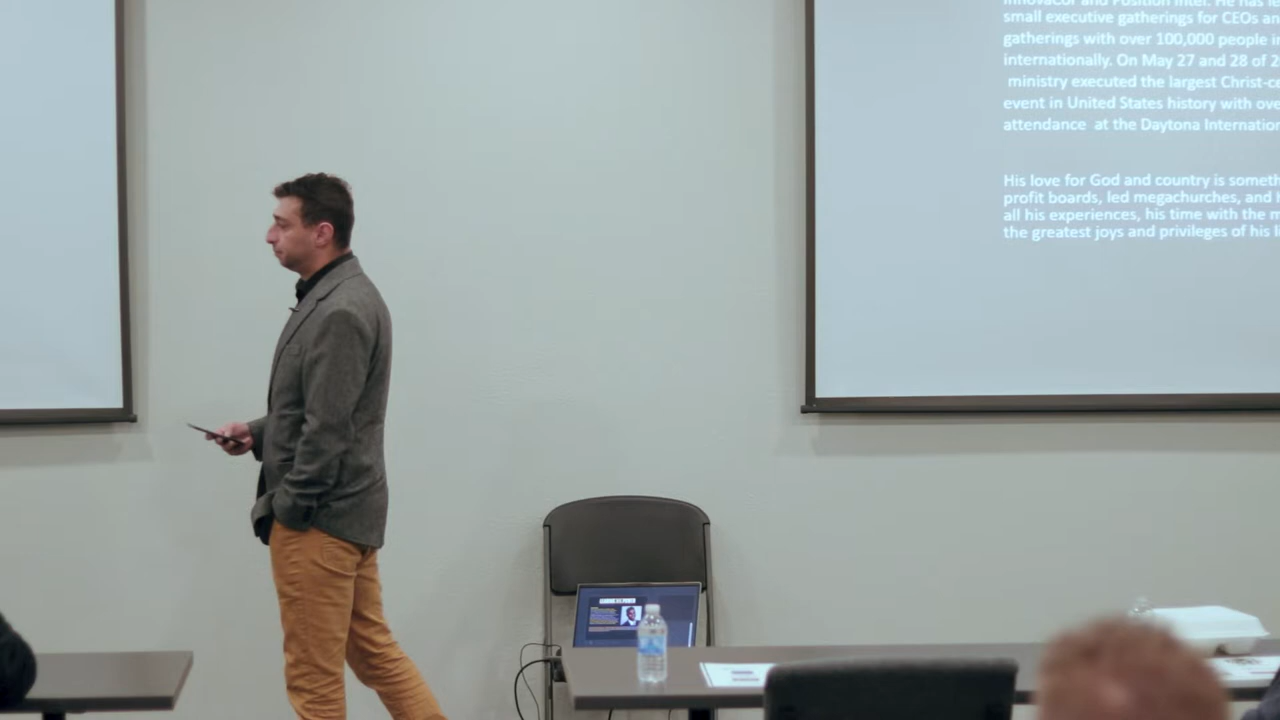 InnovaCor and Position Inter. He has le
small executive gatherings for CEOs an
gatherings with over 100,000 people in
internationally. On May 27 and 28 of 2
ministry executed the largest Christ-ce
event in United States history with ove
attendance at the Daytona Internation
His love for God and country is someth
profit boards, led megachurches, and h
all his experiences, his time with the m
the greatest joys and privileges of his li